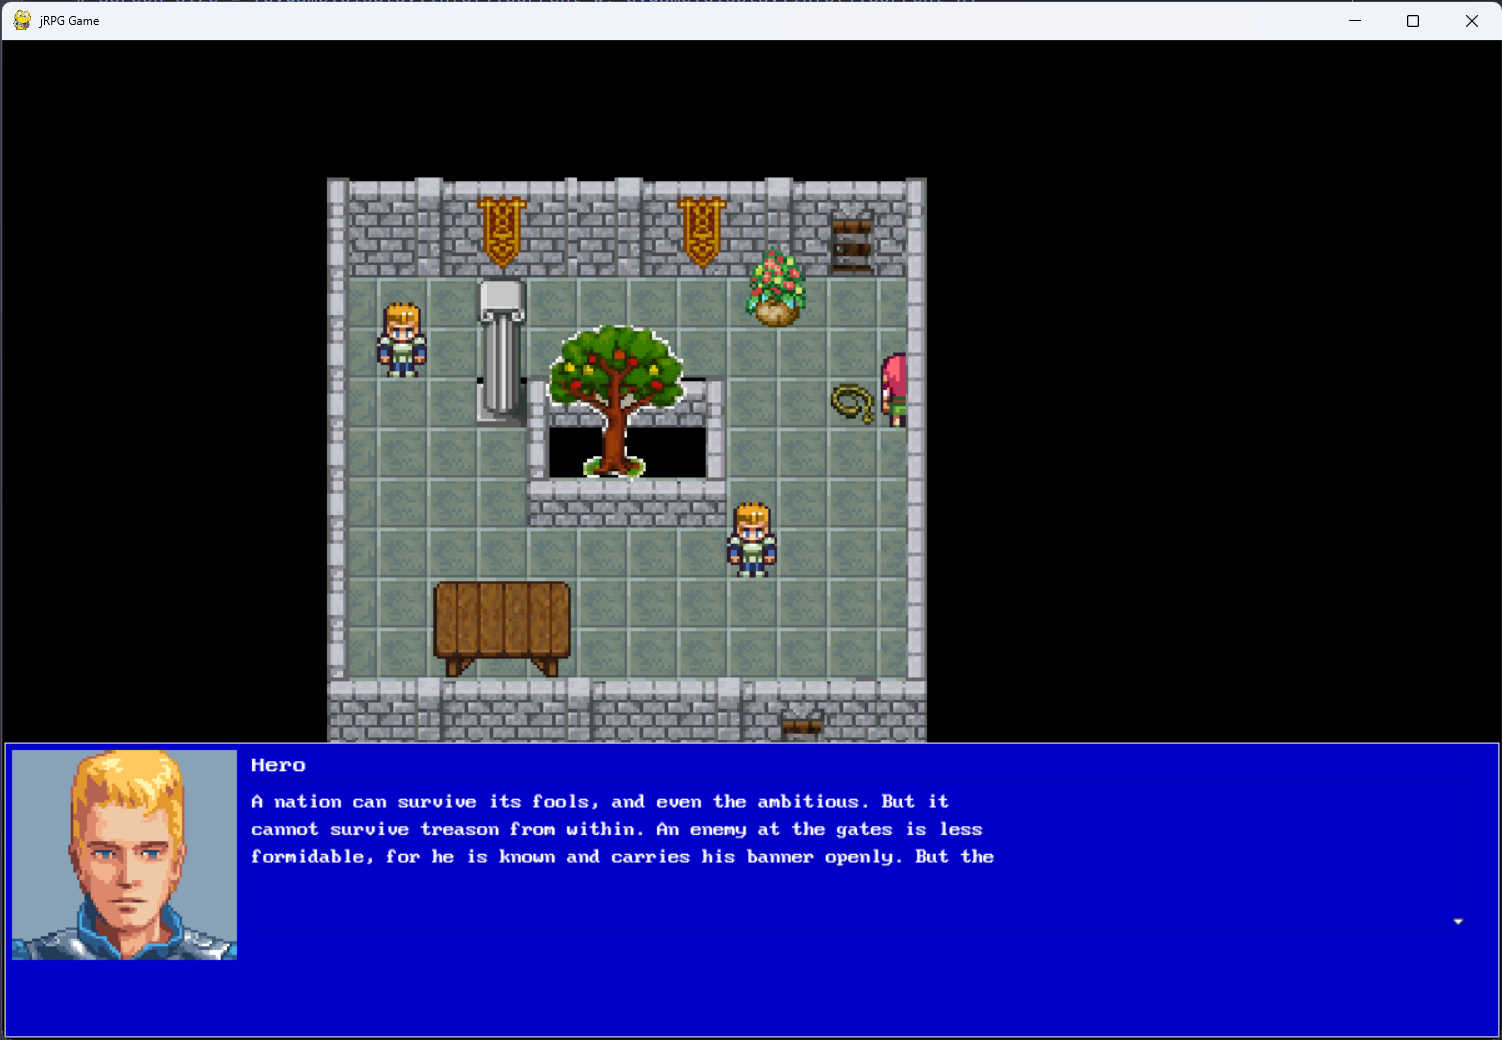 jRPG Game
Hero
A nation can survive its fools, and even the ambitious. But it
cannot survive treason from within. An enemy at the gates is less
formidable, for he is known and carries his banner openly. But the